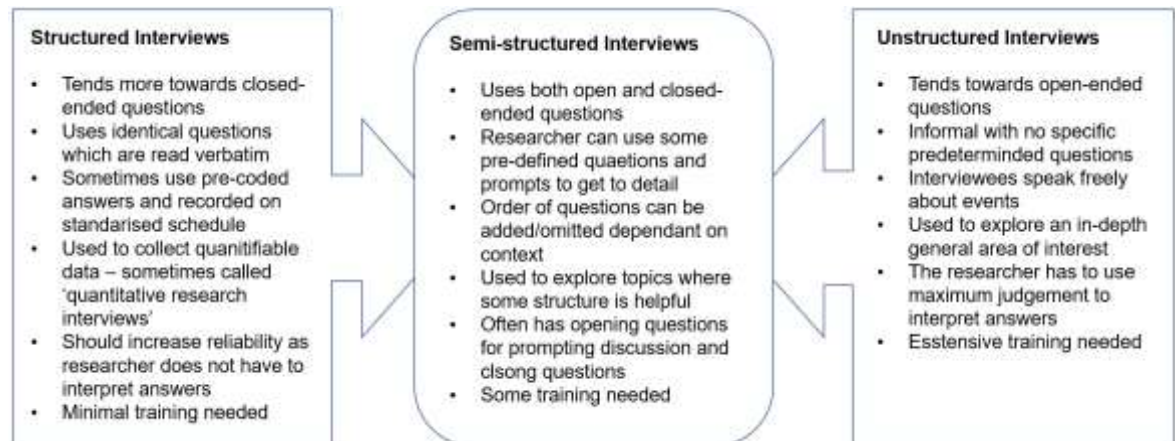 Structured Interviews
• Tends more towards closed-
ended questions
• Uses identical questions
which are read verbatim
• Sometimes use pre-coded
answers and recorded on
standarised schedule
• Used to collect quanitifiable
data – sometimes called
'quantitative research
interviews'
• Should increase reliability as
researcher does not have to
interpret answers
• Minimal training needed
Semi-structured Interviews
• Uses both open and closed-
ended questions
• Researcher can use some
pre-defined quaetions and
prompts to get to detail
• Order of questions can be
added/omitted dependant on
context
• Used to explore topics where
some structure is helpful
• Often has opening questions
for prompting discussion and
clsong questions
• Some training needed
Unstructured Interviews
• Tends towards open-ended
questions
• Informal with no specific
predeterminded questions
• Interviewees speak freely
about events
• Used to explore an in-depth
general area of interest
• The researcher has to use
maximum judgement to
interpret answers
• Esstensive training needed